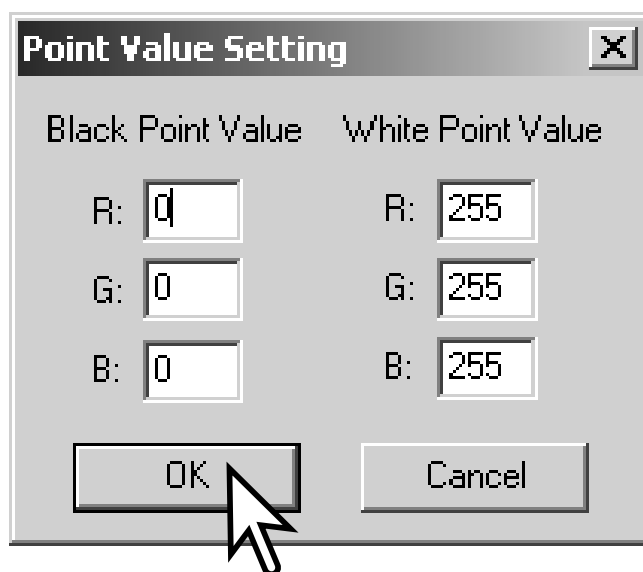 Point Value Setting
Black Point Value White Point Value
R: 0 R: 255
G: 0 G: 255
B: 0 B: 255
OK Cancel